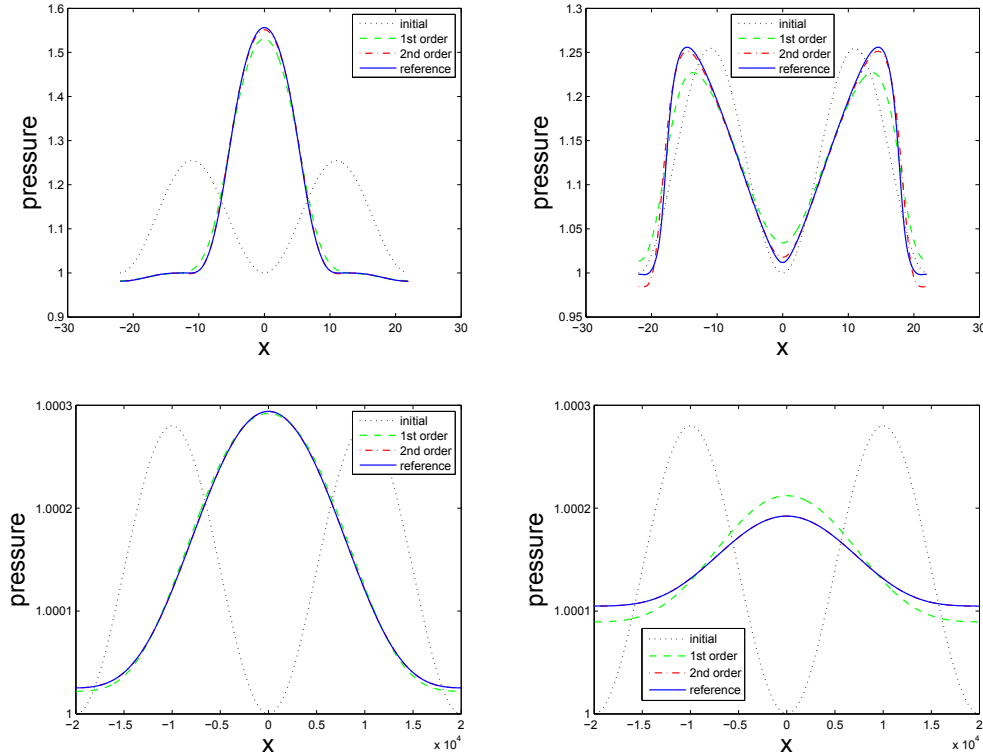 1.6
1.5
1.4
1.3
1.2
1.1
1
0.9
pressure
initial
1st order
2nd order
reference
−30 −20 −10 0 10 20 30
x
1.3
1.25
1.2
1.15
1.1
1.05
1
0.95
pressure
initial
1st order
2nd order
reference
−30 −20 −10 0 10 20 30
x
1.0003
1.0002
1.0001
1
pressure
initial
1st order
2nd order
reference
−2 −1.5 −1 −0.5 0 0.5 1 1.5 2
x
x 10⁴
1.0003
1.0002
1.0001
1
pressure
initial
1st order
2nd order
reference
−2 −1.5 −1 −0.5 0 0.5 1 1.5 2
x
x 10⁴